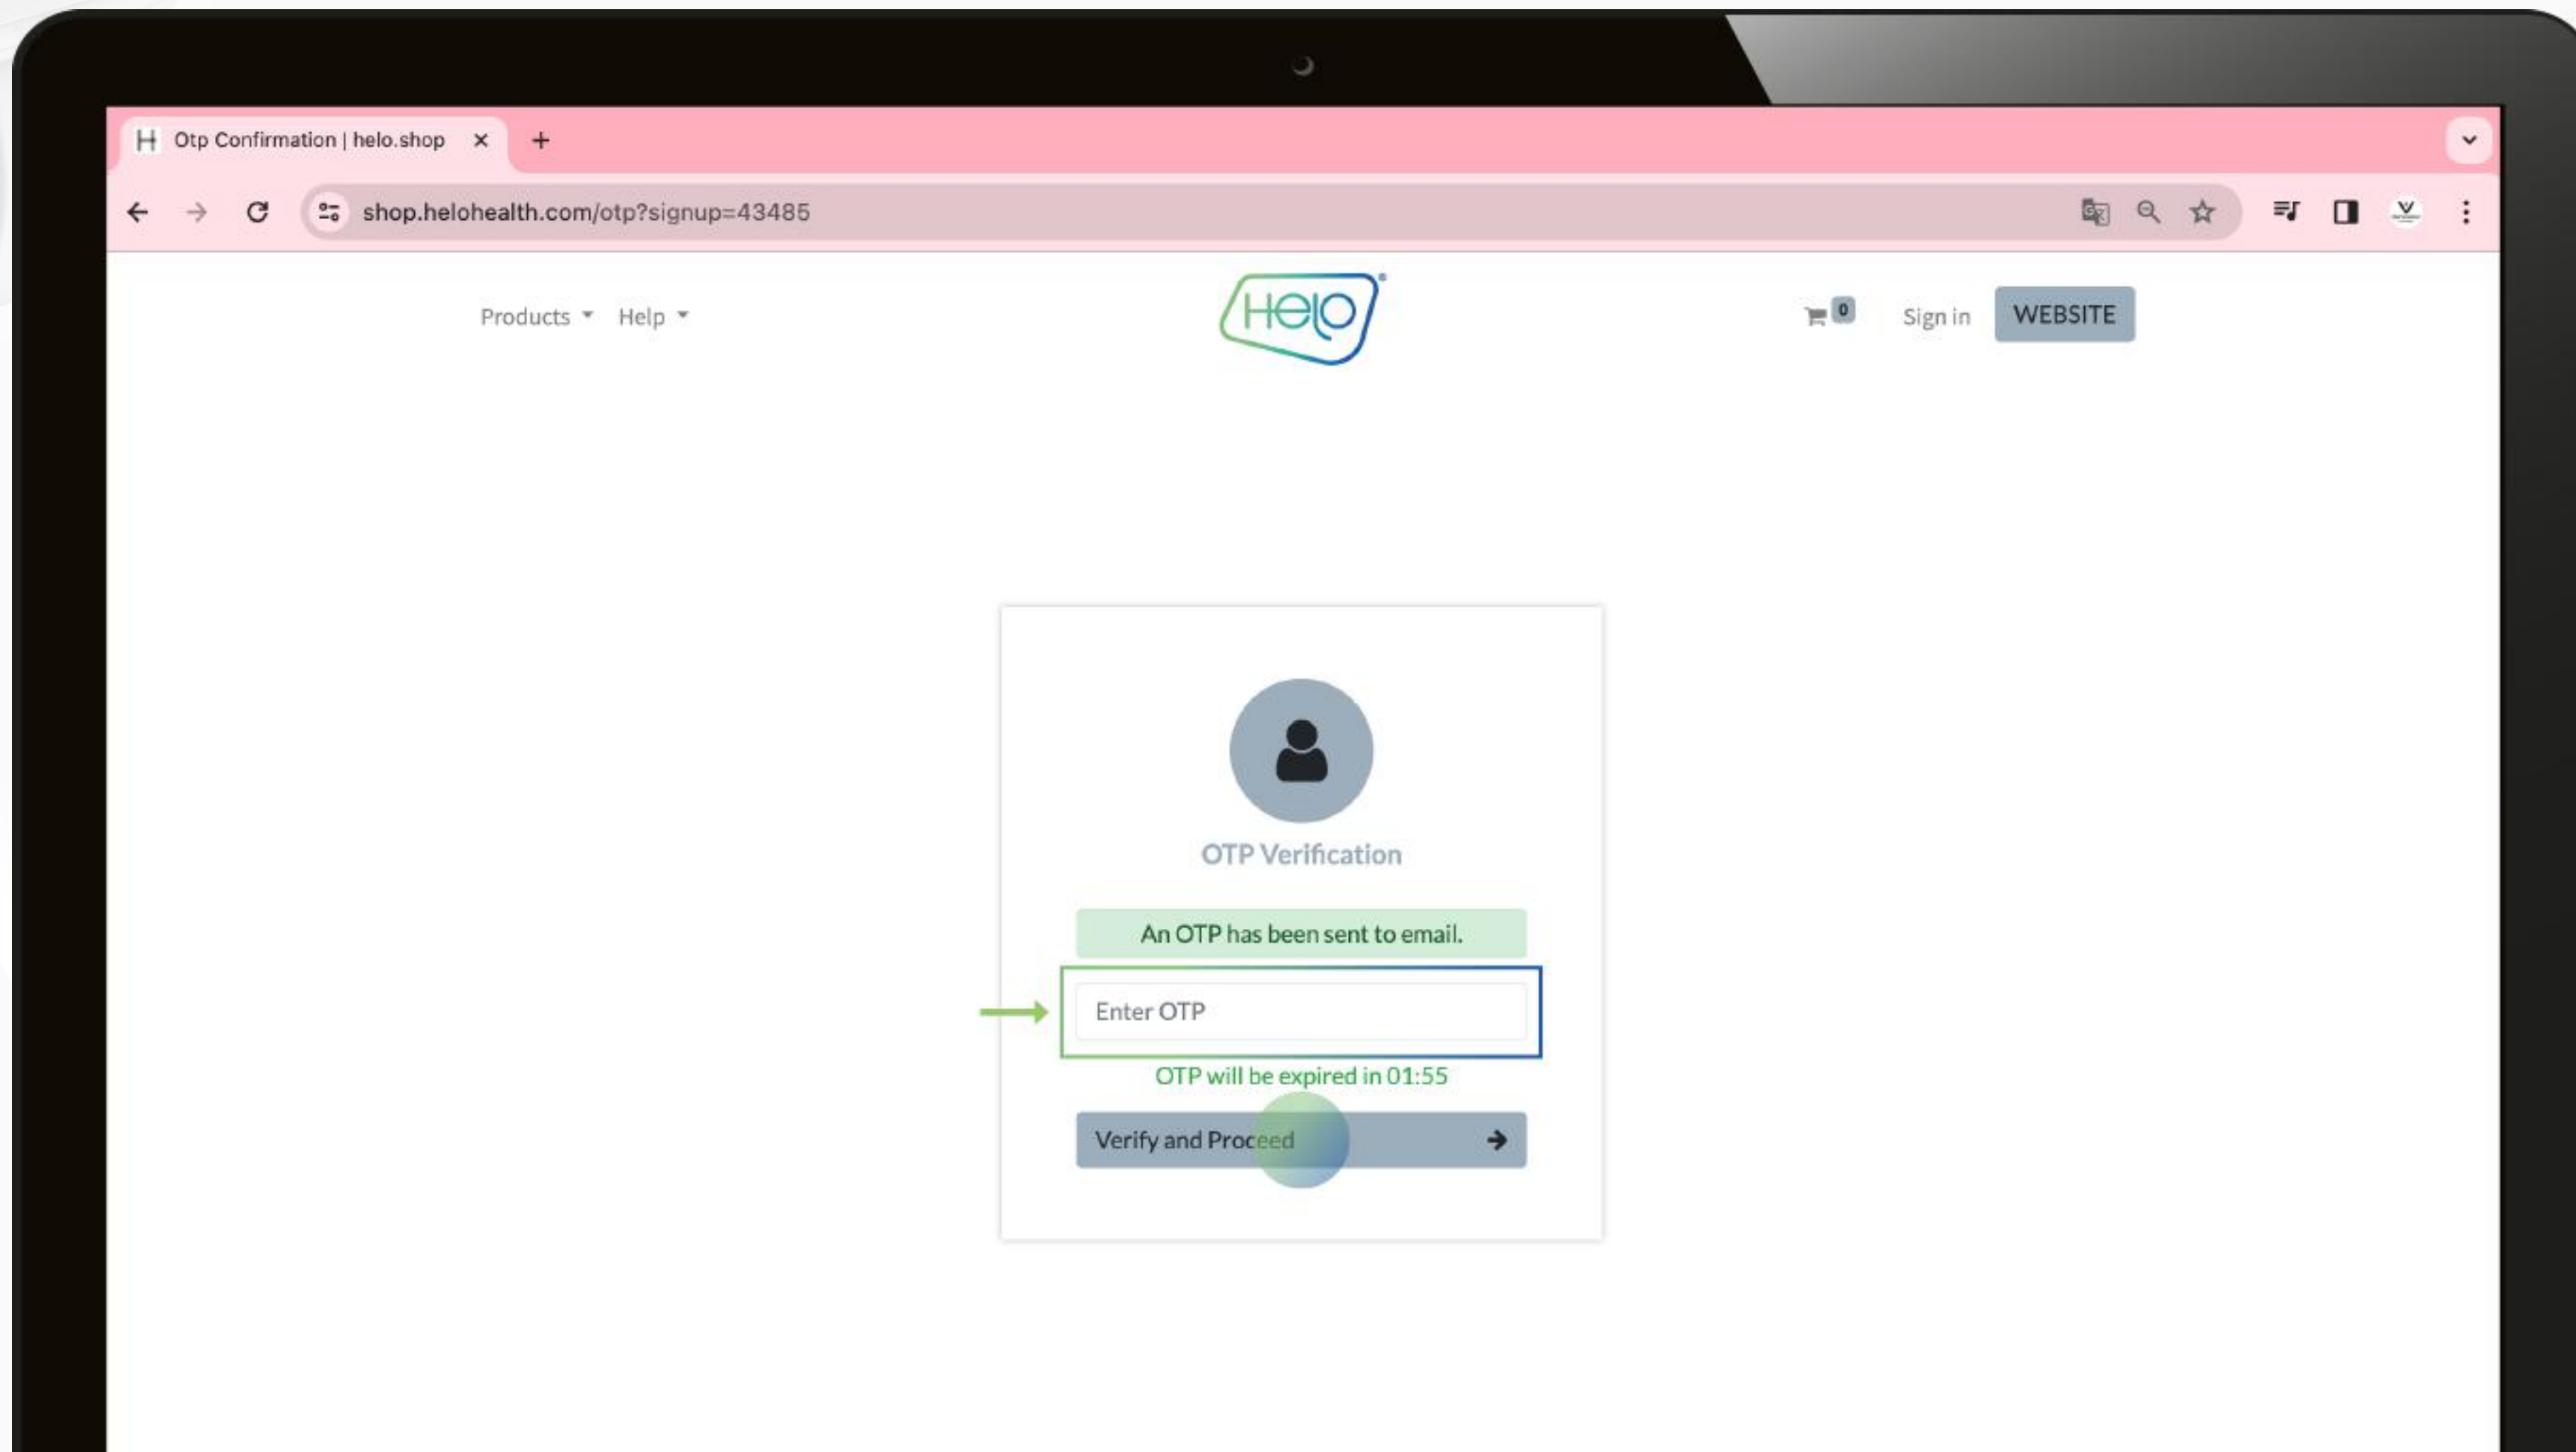 Otp Confirmation | helo.shop
shop.helohealth.com/otp?signup=43485
Products Help
Helo
0 Sign in WEBSITE
OTP Verification
An OTP has been sent to email.
Enter OTP
OTP will be expired in 01:55
Verify and Proceed